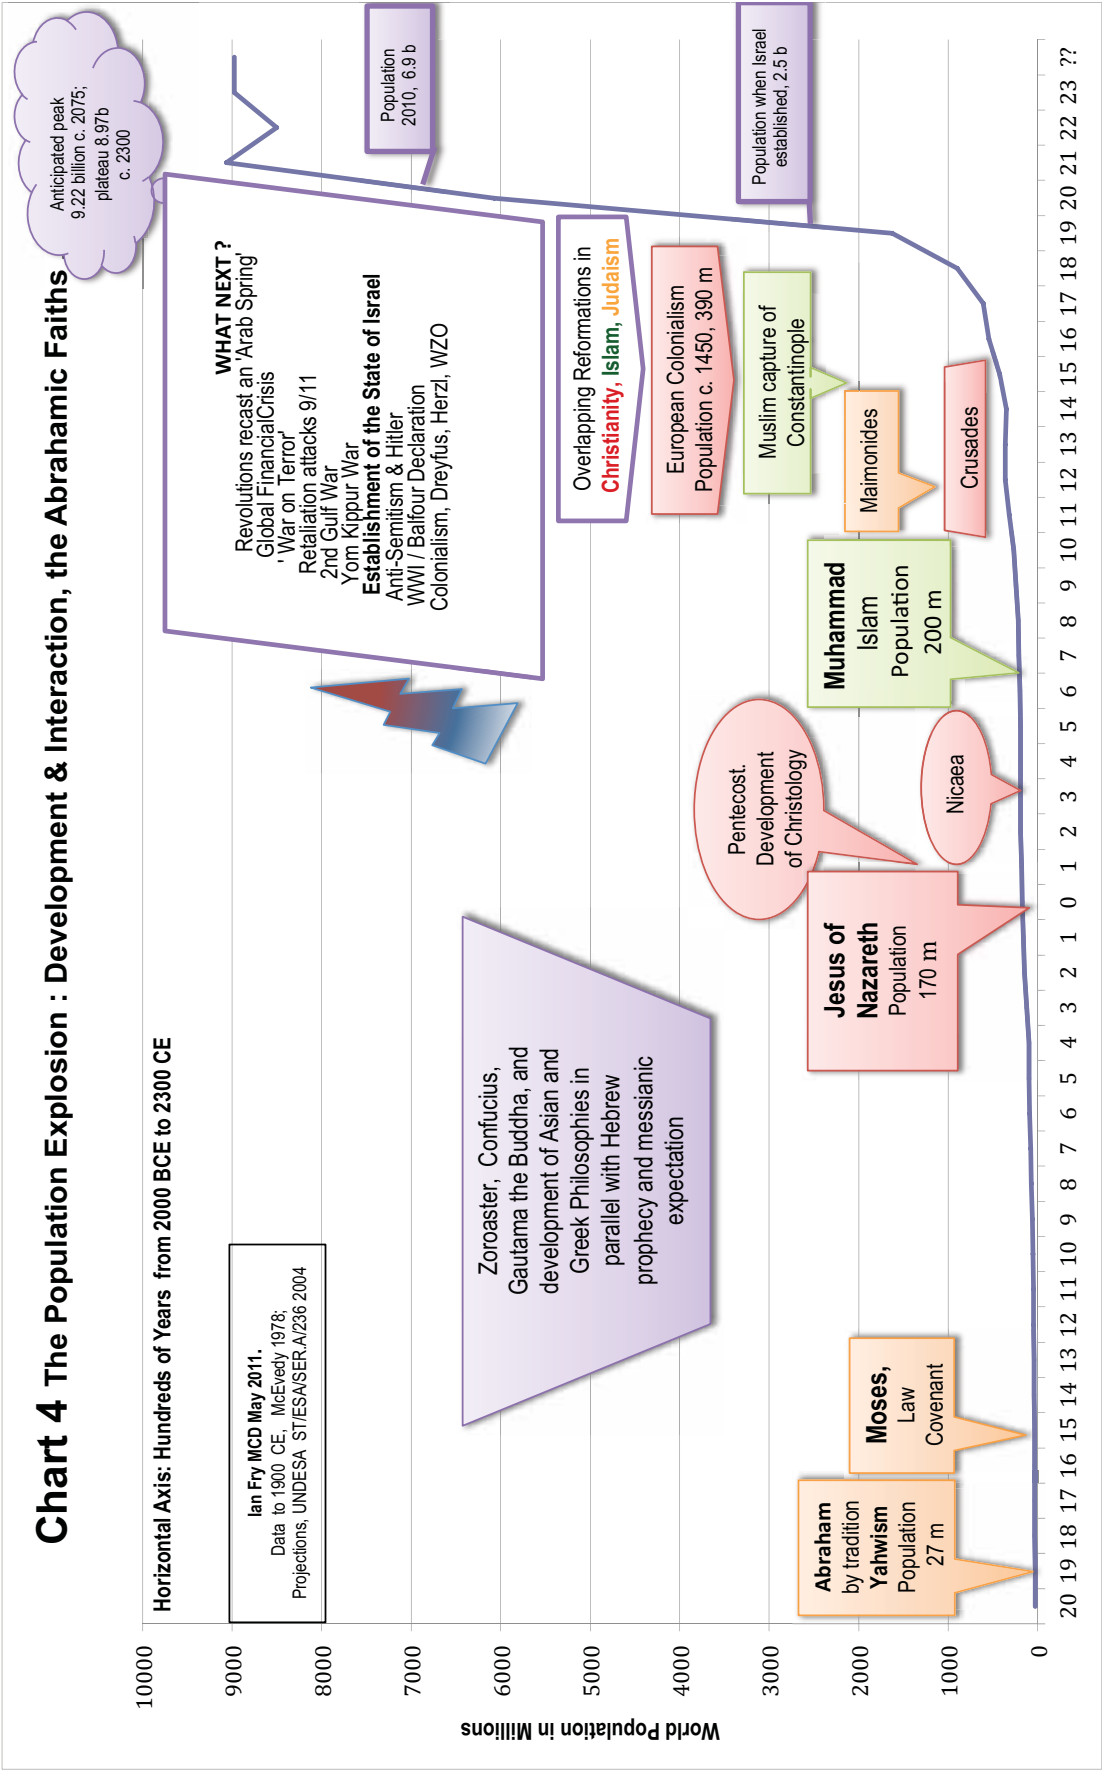 Chart 4 The Population Explosion : Development & Interaction, the Abrahamic Faiths
Horizontal Axis: Hundreds of Years from 2000 BCE to 2300 CE
Ian Fry MCD May 2011.
Data to 1900 CE, McEvedy 1978;
Projections, UNDESA ST/ESA/SER.A/236 2004
Anticipated peak
9.22 billion c. 2075;
plateau 8.97b
c. 2300
WHAT NEXT ?
Revolutions recast an 'Arab Spring'
Global FinancialCrisis
' War on Terror'
Retaliation attacks 9/11
2nd Gulf War
Yom Kippur War
Establishment of the State of Israel
Anti-Semitism & Hitler
WWI / Balfour Declaration
Colonialism, Dreyfus, Herzl, WZO
Population
2010, 6.9 b
Population when Israel
established, 2.5 b
Zoroaster, Confucius,
Gautama the Buddha, and
development of Asian and
Greek Philosophies in
parallel with Hebrew
prophecy and messianic
expectation
Overlapping Reformations in
Christianity, Islam, Judaism
European Colonialism
Population c. 1450, 390 m
Muslim capture of
Constantinople
Maimonides
Crusades
Muhammad
Islam
Population
200 m
Pentecost.
Development
of Christology
Nicaea
Jesus of
Nazareth
Population
170 m
Moses,
Law
Covenant
Abraham
by tradition
Yahwism
Population
27 m
World Population in Millions
10000
9000
8000
7000
6000
5000
4000
3000
2000
1000
0
20 19 18 17 16 15 14 13 12 11 10 9 8 7 6 5 4 3 2 1 0 1 2 3 4 5 6 7 8 9 10 11 12 13 14 15 16 17 18 19 20 21 22 23 ??